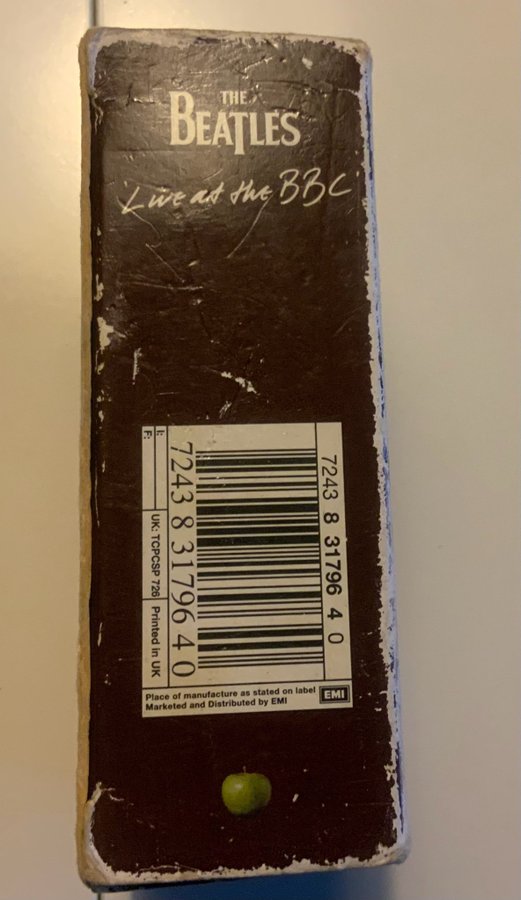 THE
BEATLES
Live at the BBC
7243 8 31796 4 0
7243 8 31796 4 0
I:
F:
UK: TCPCSP 726
Printed in UK
Place of manufacture as stated on label
Marketed and Distributed by EMI
EMI